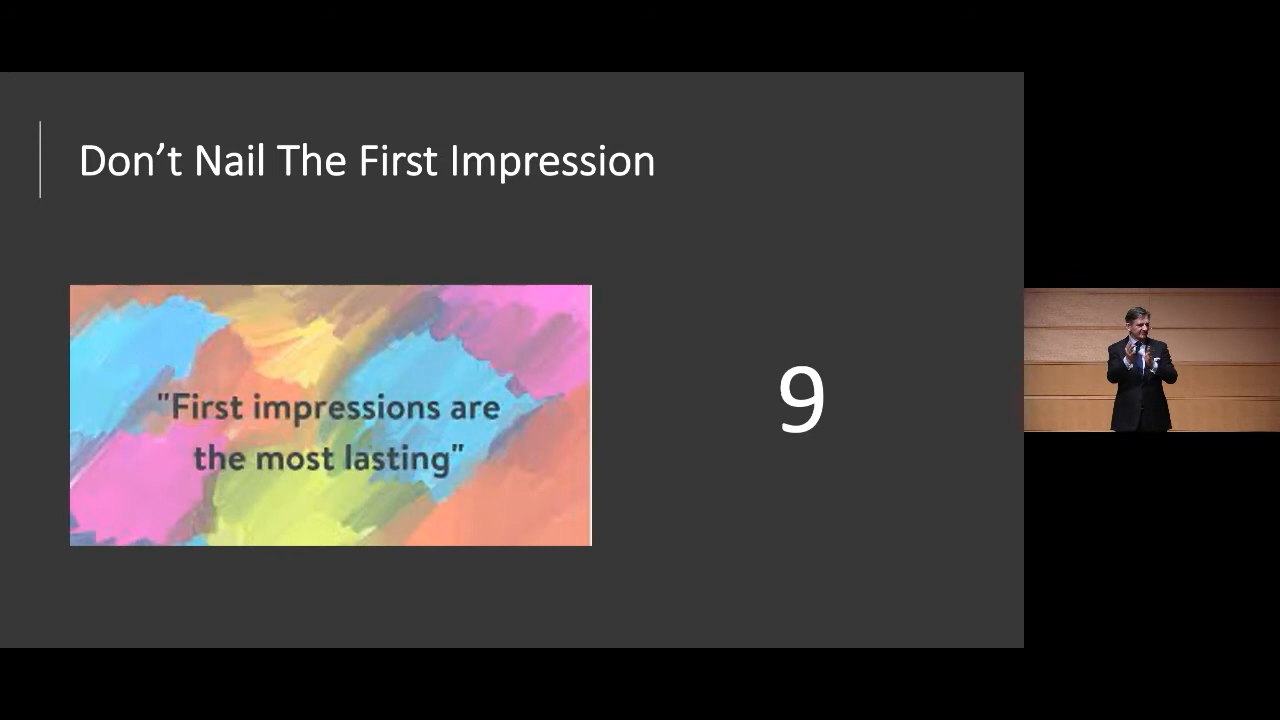 Don’t Nail The First Impression
"First impressions are
the most lasting"
9